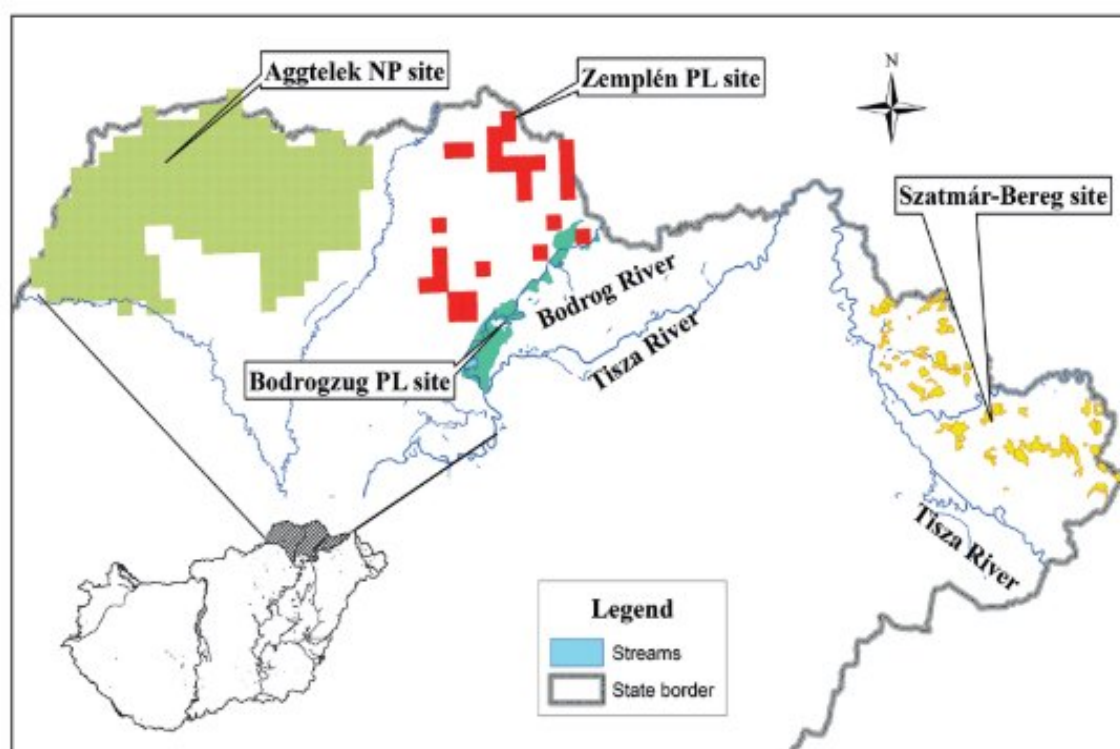 Aggtelek NP site
Zemplén PL site
N
Szatmár-Bereg site
Bodrog River
Tisza River
Bodrogzug PL site
Tisza River
Legend
Streams
State border